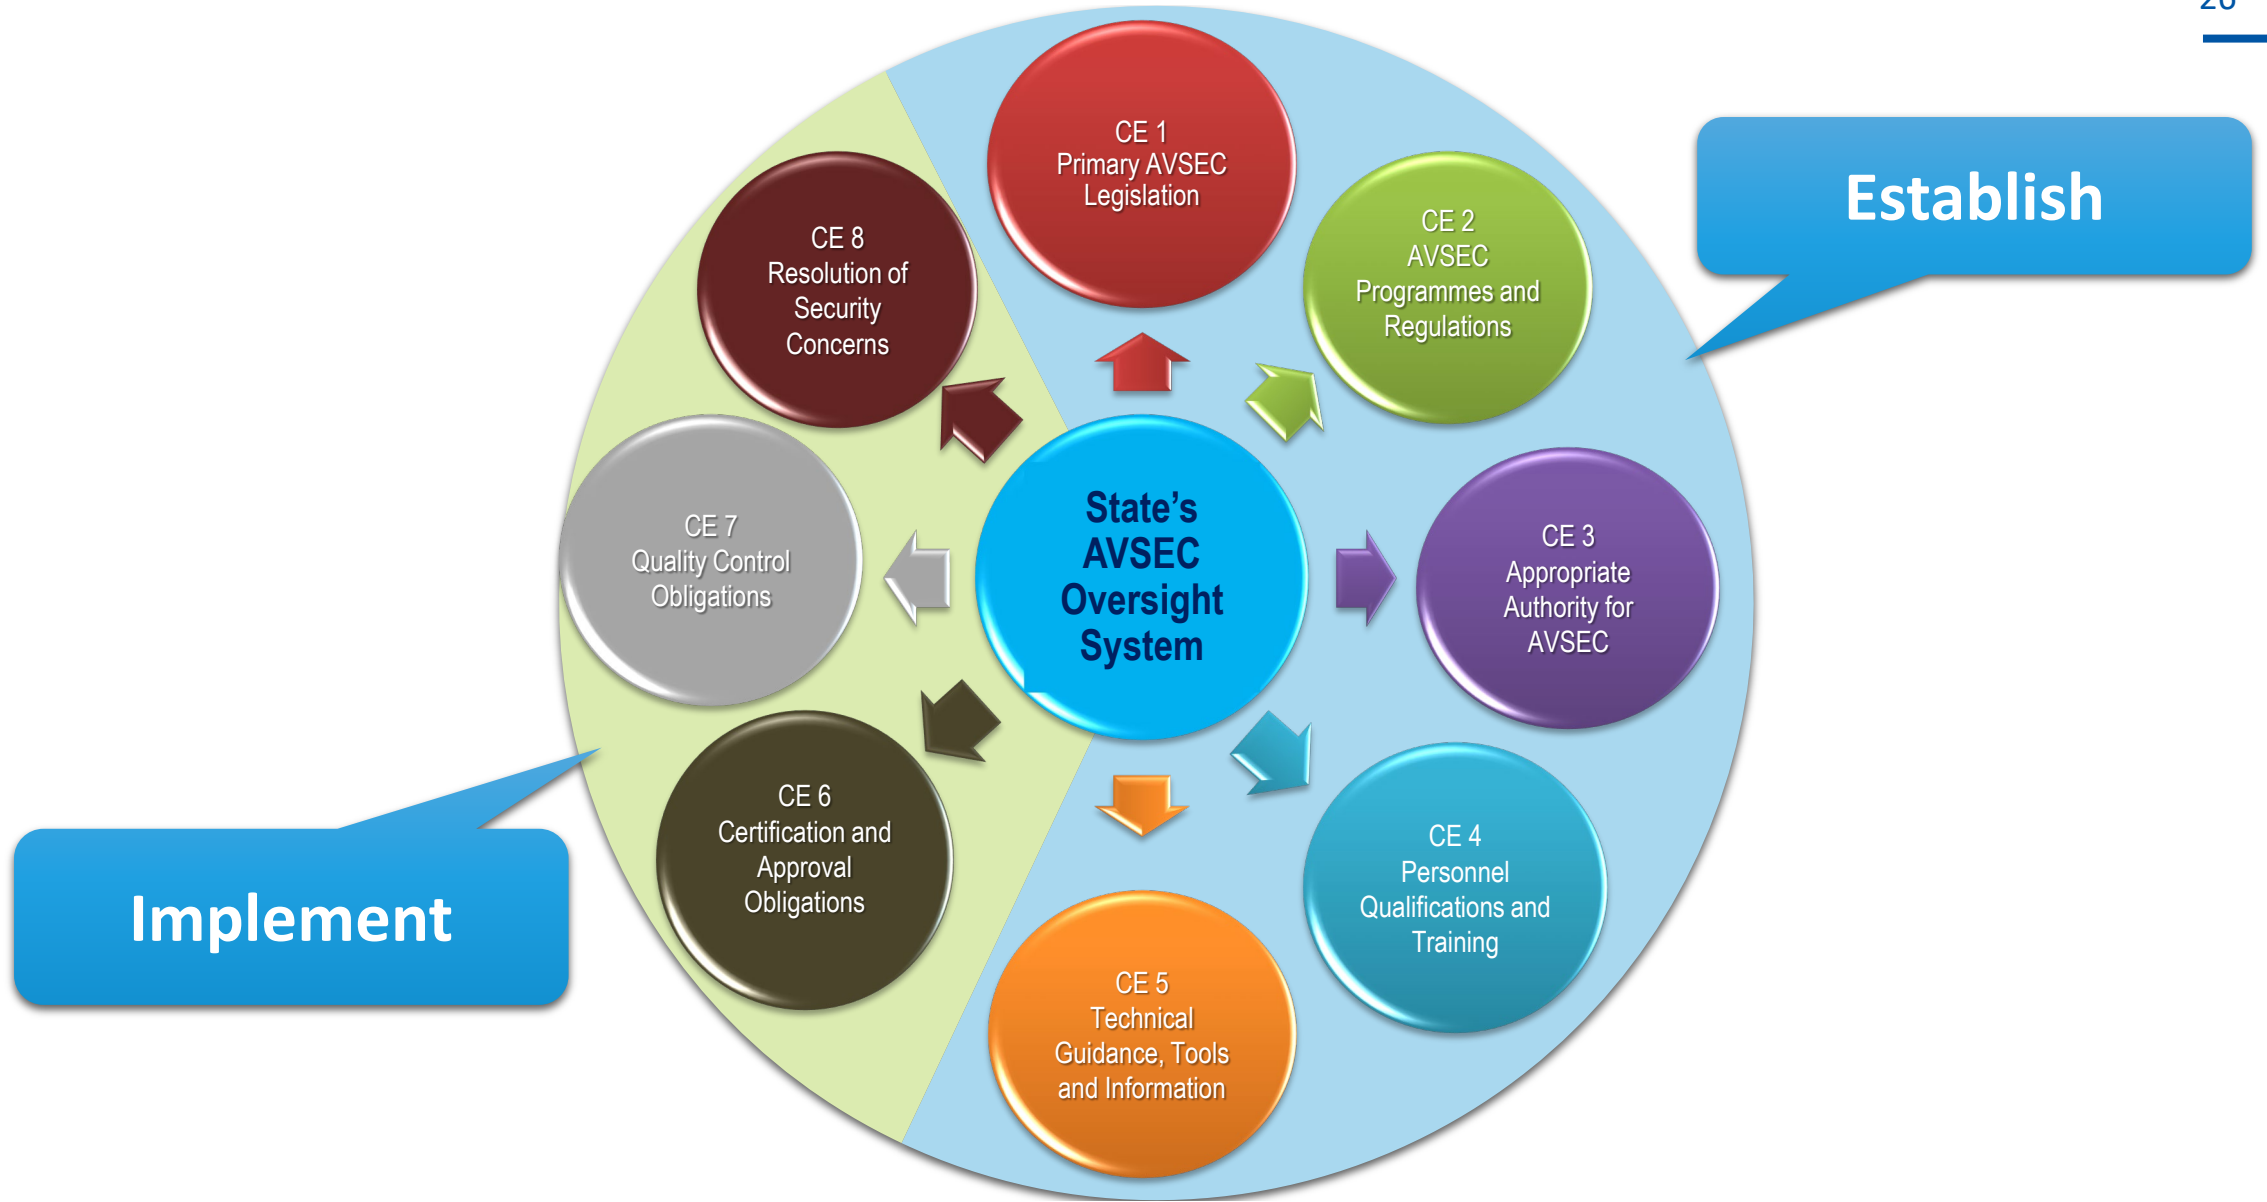 26
CE 1
Primary AVSEC
Legislation
Establish
CE 2
AVSEC
Programmes and
Regulations
CE 8
Resolution of
Security
Concerns
State’s
AVSEC
Oversight
System
CE 3
Appropriate
Authority for
AVSEC
CE 7
Quality Control
Obligations
CE 4
Personnel
Qualifications and
Training
CE 6
Certification and
Approval
Obligations
Implement
CE 5
Technical
Guidance, Tools
and Information